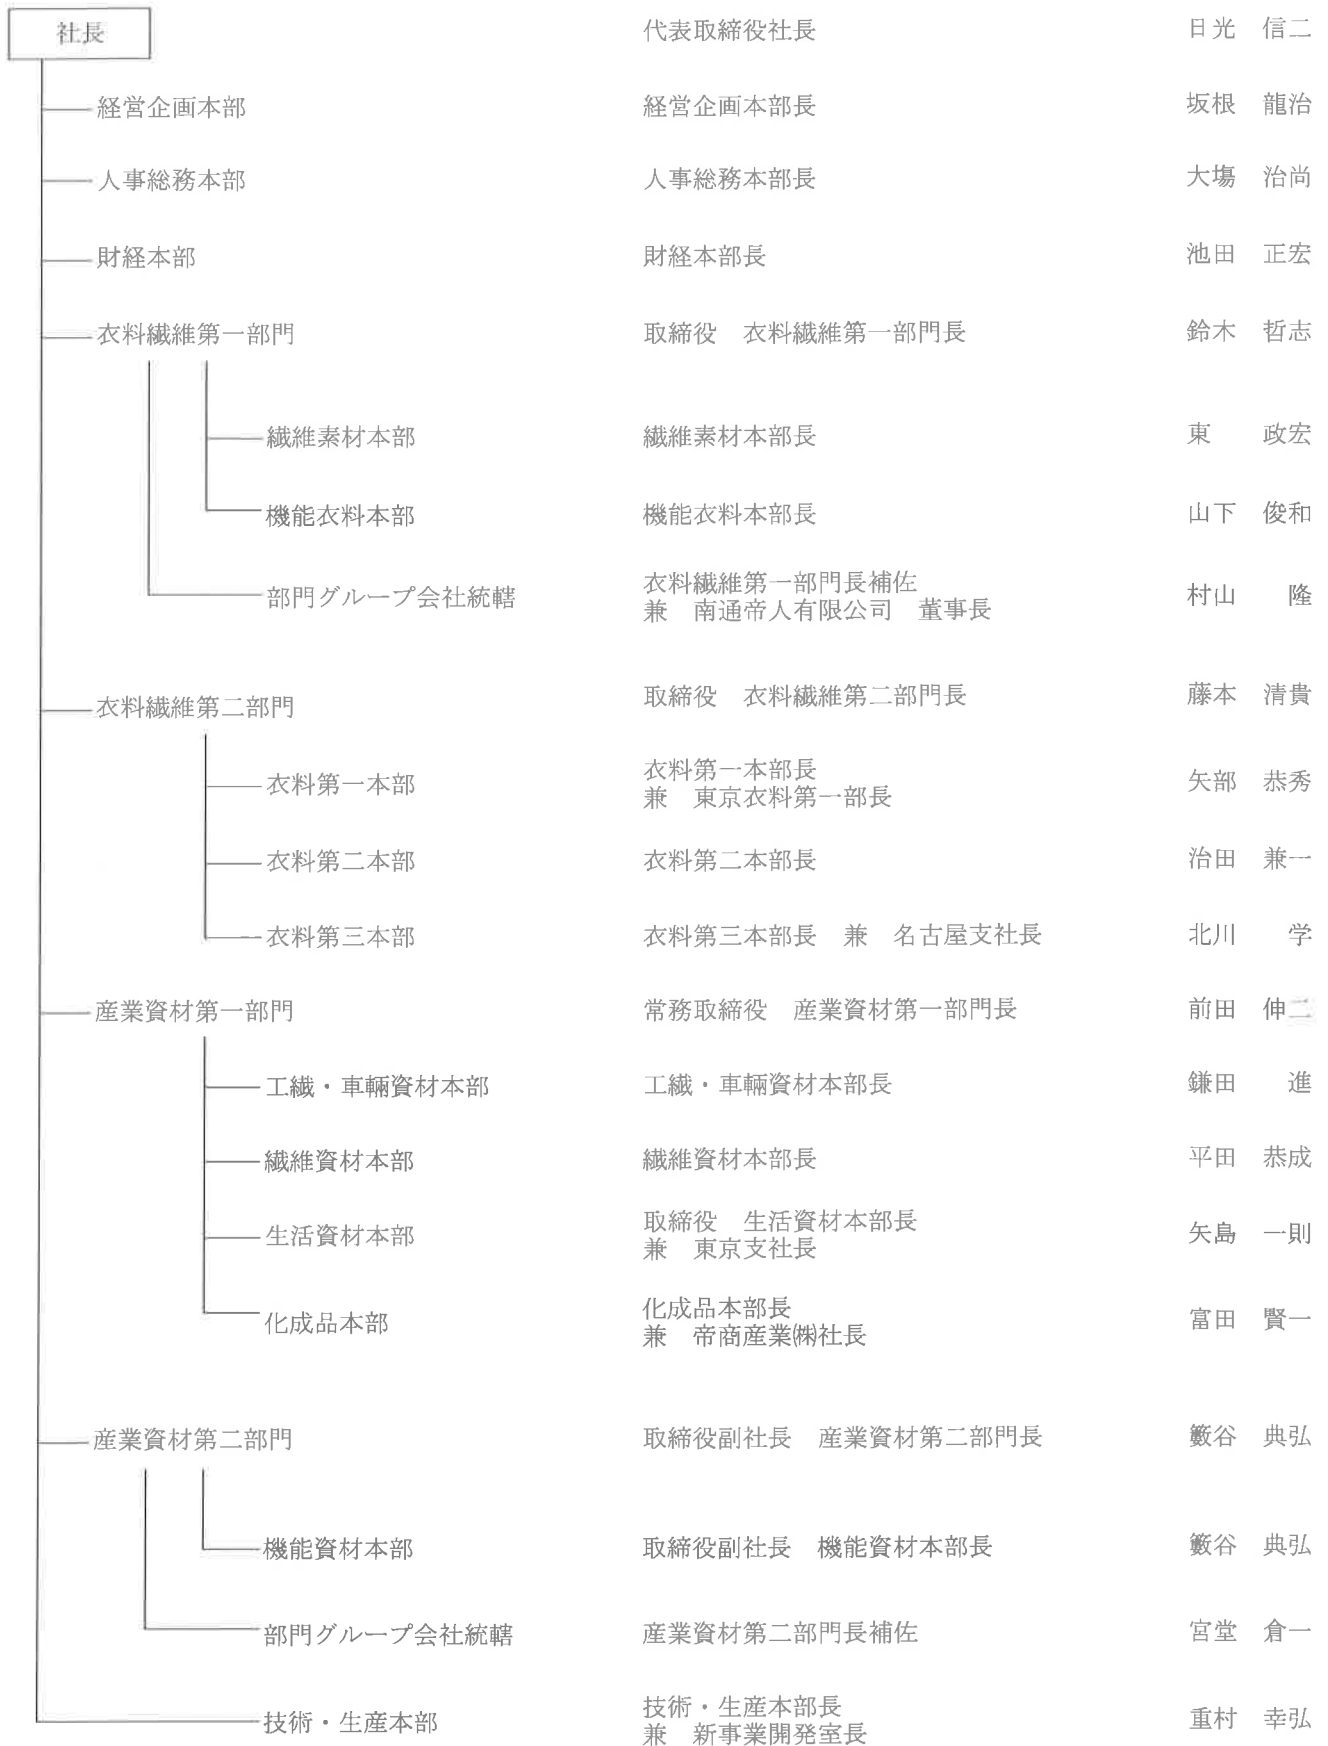 社長　代表取締役社長　日光　信二
経営企画本部　経営企画本部長　坂根　龍治
人事総務本部　人事総務本部長　大塲　治尚
財経本部　財経本部長　池田　正宏
衣料繊維第一部門　取締役　衣料繊維第一部門長　鈴木　哲志
繊維素材本部　繊維素材本部長　東　政宏
機能衣料本部　機能衣料本部長　山下　俊和
部門グループ会社統轄　衣料繊維第一部門長補佐　村山　隆
兼　南通帝人有限公司　董事長
衣料繊維第二部門　取締役　衣料繊維第二部門長　藤本　清貴
衣料第一本部　衣料第一本部長　矢部　恭秀
兼　東京衣料第一部長
衣料第二本部　衣料第二本部長　治田　兼一
衣料第三本部　衣料第三本部長　兼　名古屋支社長　北川　学
産業資材第一部門　常務取締役　産業資材第一部門長　前田　伸二
工繊・車輛資材本部　工繊・車輛資材本部長　鎌田　進
繊維資材本部　繊維資材本部長　平田　恭成
生活資材本部　取締役　生活資材本部長　矢島　一則
兼　東京支社長
化成品本部　化成品本部長　富田　賢一
兼　帝商産業㈱社長
産業資材第二部門　取締役副社長　産業資材第二部門長　籔谷　典弘
機能資材本部　取締役副社長　機能資材本部長　籔谷　典弘
部門グループ会社統轄　産業資材第二部門長補佐　宮堂　倉一
技術・生産本部　技術・生産本部長　重村　幸弘
兼　新事業開発室長